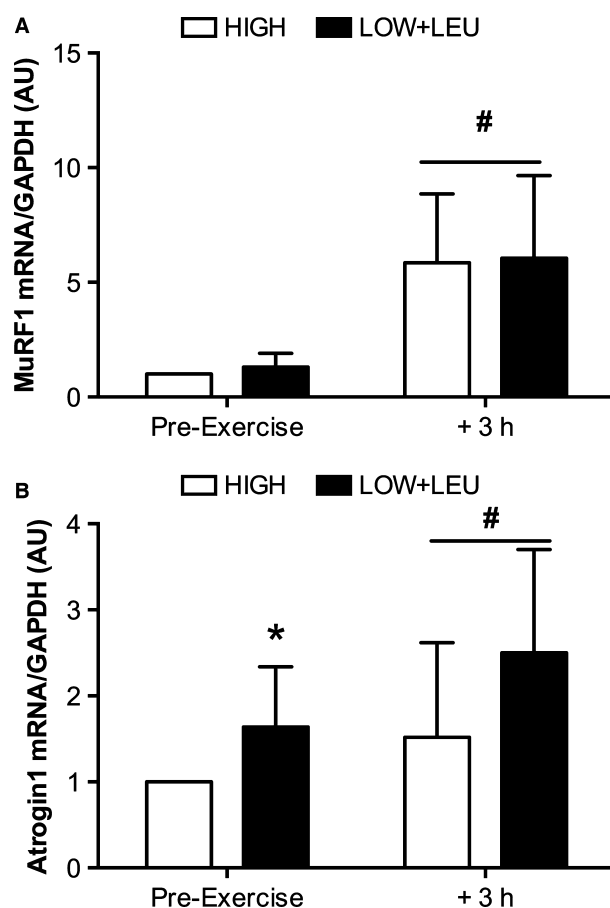 A
HIGH LOW+LEU
MuRF1 mRNA/GAPDH (AU)
15
10
5
0
#
Pre-Exercise + 3 h
B
HIGH LOW+LEU
Atrogin1 mRNA/GAPDH (AU)
4
3
2
1
0
*
#
Pre-Exercise + 3 h